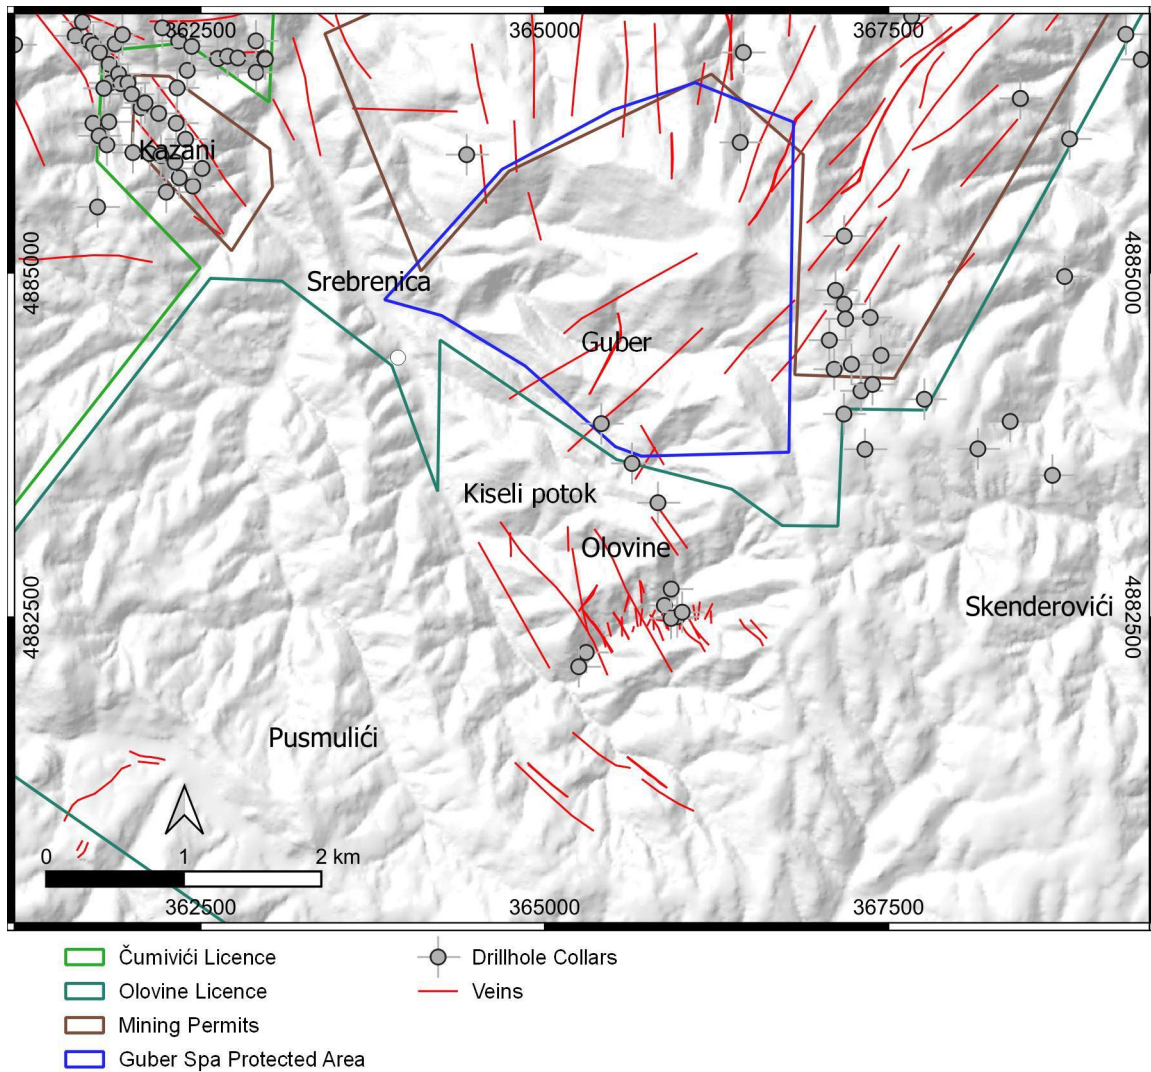 362500
365000
367500
Kazani
4885000
4885000
Srebrenica
Guber
Kiseli potok
Olovine
4882500
4882500
Skenderovići
Pusmulići
0 1 2 km
362500
365000
367500
Čumivići Licence
Olovine Licence
Mining Permits
Guber Spa Protected Area
Drillhole Collars
Veins